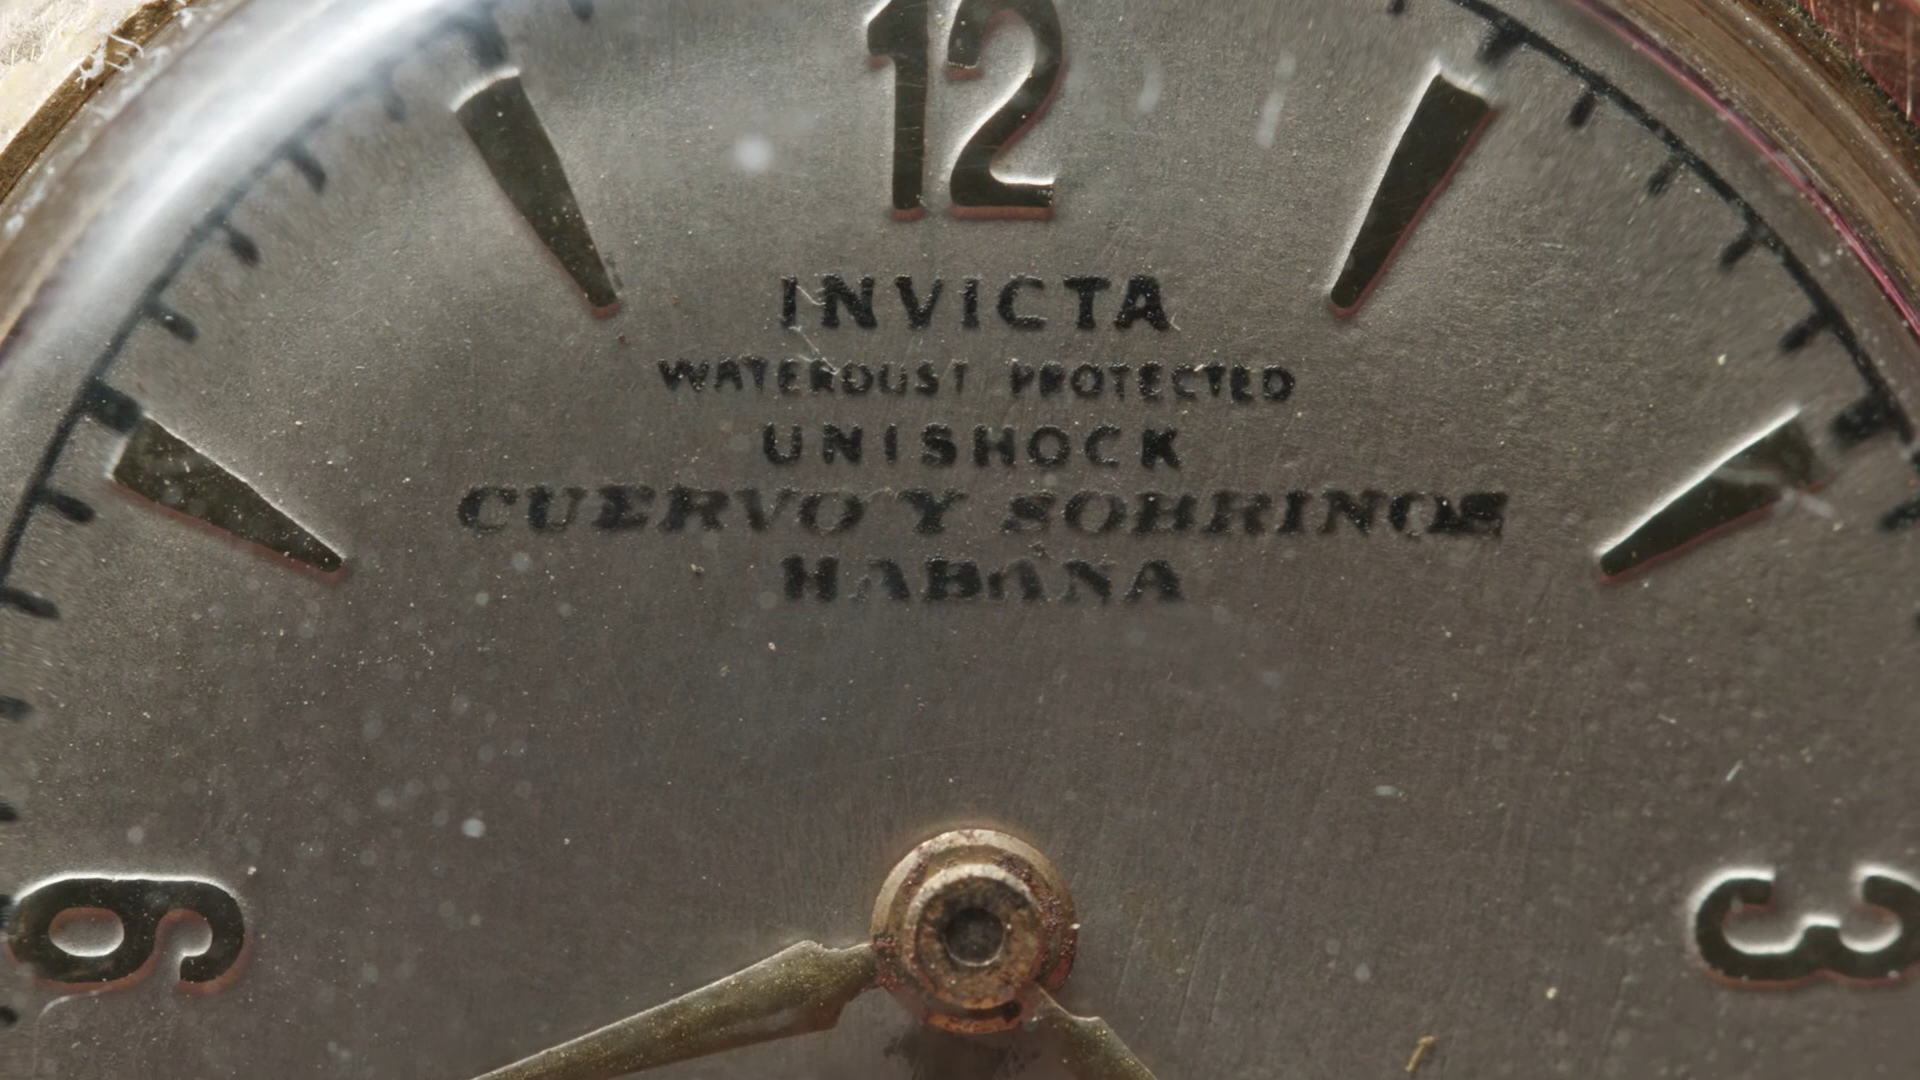 12
INVICTA
WATERDUST PROTECTED
UNISHOCK
CUERVO Y SOBRINOS
HABANA
9
3